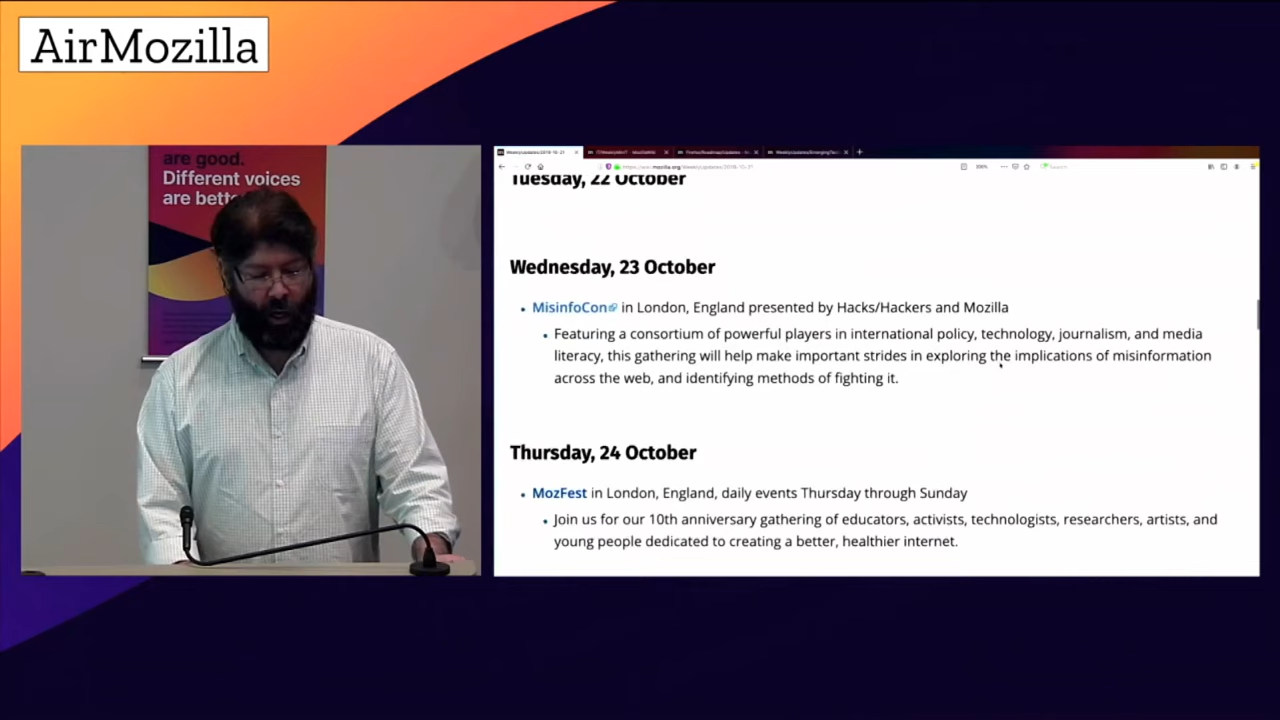 AirMozilla
are good.
Different voices
are bett
Tuesday, 22 October
Wednesday, 23 October
MisinfoCon in London, England presented by Hacks/Hackers and Mozilla
Featuring a consortium of powerful players in international policy, technology, journalism, and media
literacy, this gathering will help make important strides in exploring the implications of misinformation
across the web, and identifying methods of fighting it.
Thursday, 24 October
MozFest in London, England, daily events Thursday through Sunday
Join us for our 10th anniversary gathering of educators, activists, technologists, researchers, artists, and
young people dedicated to creating a better, healthier internet.